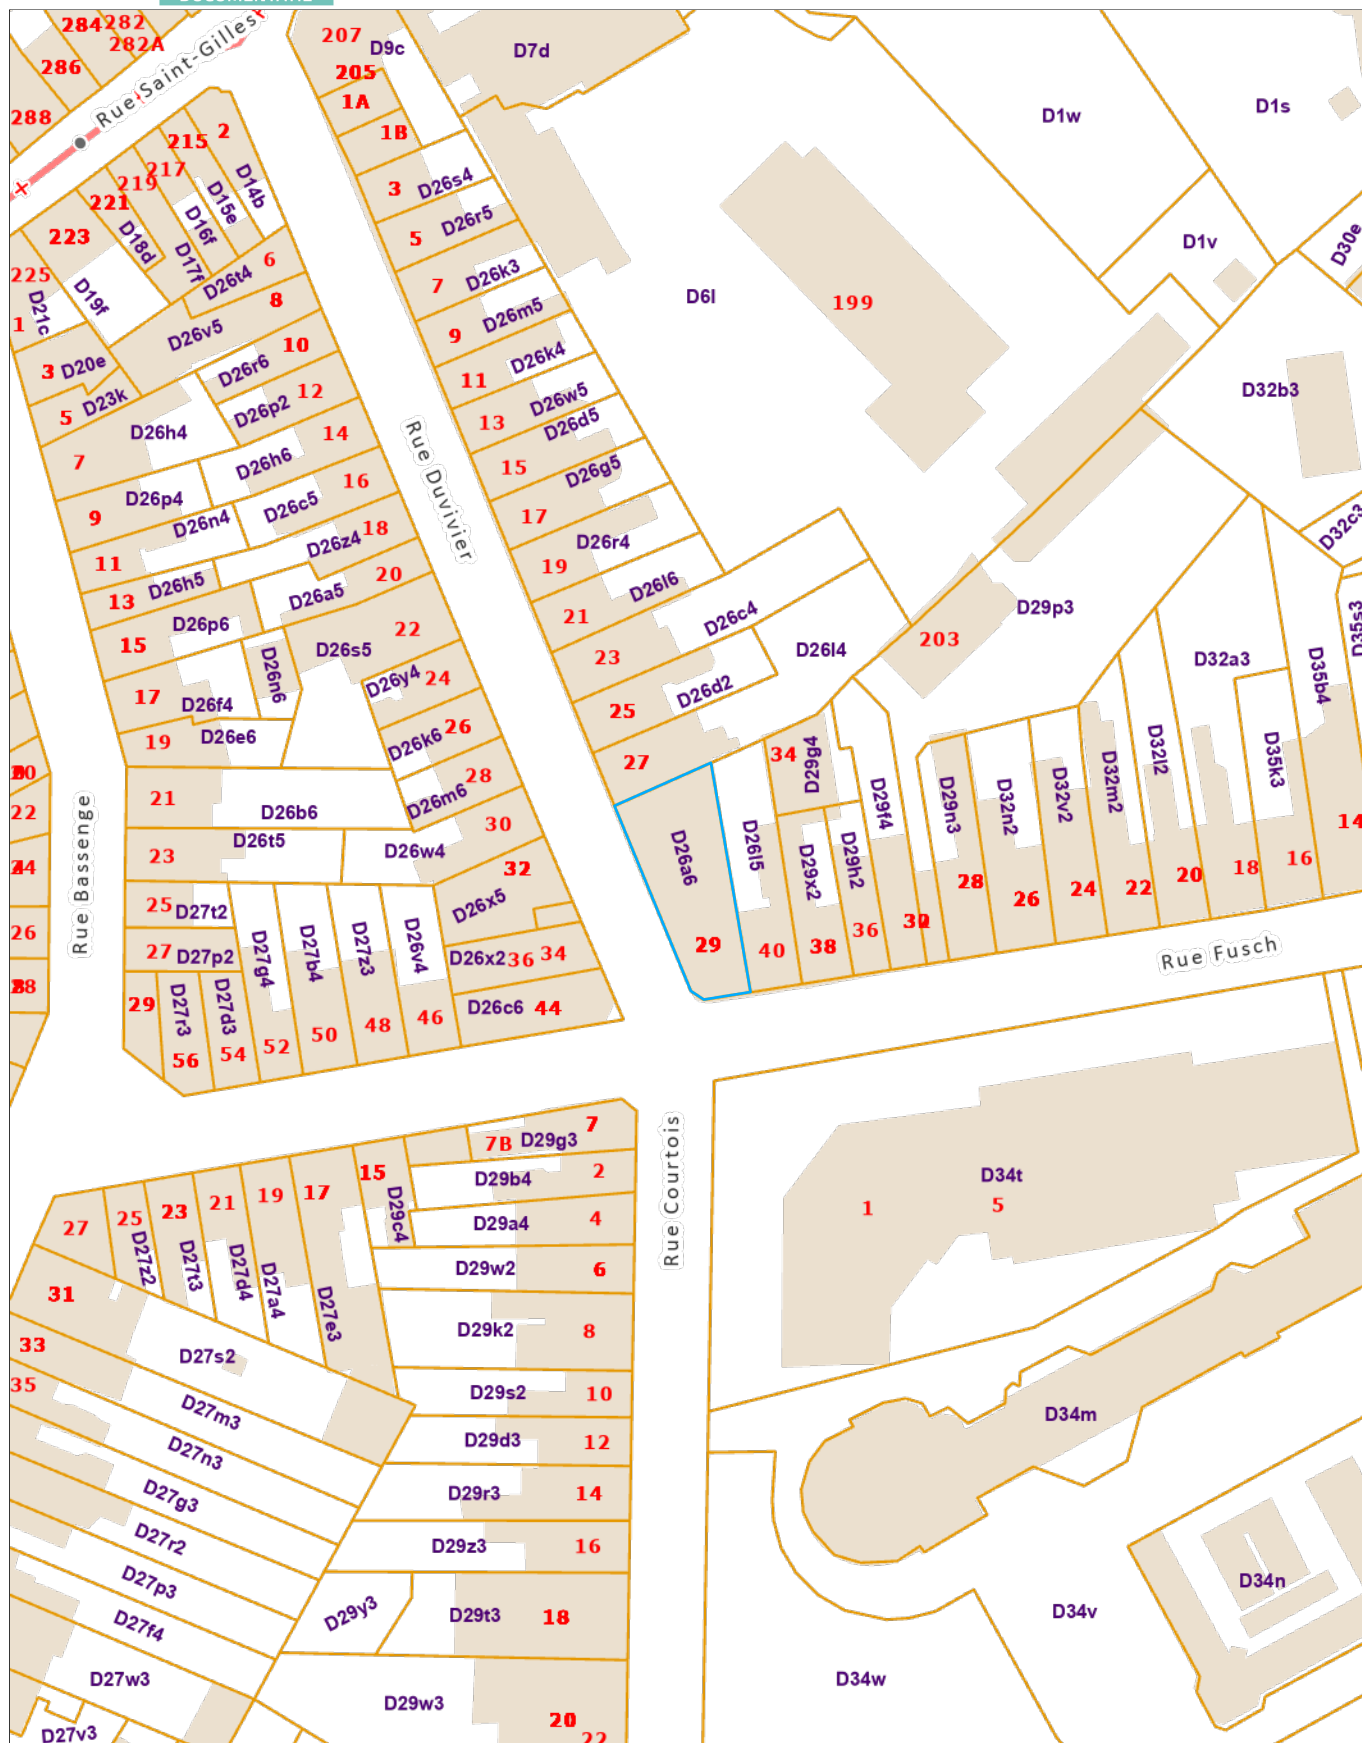 284
282
282A
286
288
Rue Saint-Gilles
207
D9c
205
D7d
1A
1B
D1w
D1s
215
2
217
219
221
223
D14b
D15e
D16f
D17f
D18d
D19f
225
D21c
1
3
D26s4
5
D26r5
7
D26k3
9
D26m5
11
D26k4
13
D26w5
D26d5
15
D26g5
17
D26r4
19
D26l6
21
23
D26c4
25
D26d2
27
D26l4
D6l
199
D1v
D30e
D32b3
D32c3
6
D26t4
8
D26v5
3
D20e
5
D23k
10
D26r6
12
D26p2
7
D26h4
14
D26h6
16
D26c5
9
D26p4
D26n4
11
18
D26z4
13
D26h5
20
D26a5
15
D26p6
22
D26s5
24
D26y4
17
D26f4
D26n6
26
D26k6
19
D26e6
28
D26m6
Rue Duvivier
203
D29p3
D32a3
D35b4
D35s3
20
22
24
26
28
Rue Bassenge
21
D26b6
30
23
D26t5
D26w4
32
D26x5
25
D27t2
27
D27p2
29
D27r3
D27d3
D27g4
D27b4
D27z3
D26v4
D26x2
36
34
D26c6
44
56
54
52
50
48
46
34
D29g4
D29f4
D26a6
D26l5
D29x2
D29h2
29
40
38
36
D29n3
D32n2
D32v2
D32m2
D32l2
D35k3
28
26
24
22
20
18
16
14
Rue Fusch
7
7B
D29g3
2
D29b4
4
D29a4
6
D29w2
8
D29k2
10
D29s2
12
D29d3
14
D29r3
16
D29z3
18
D29t3
D29y3
20
22
D29w3
Rue Courtois
15
D29c4
17
D27e3
19
D27a4
21
D27d4
23
D27t3
25
D27z2
27
31
33
35
D27s2
D27m3
D27n3
D27g3
D27r2
D27p3
D27f4
D27w3
D27v3
D34t
1
5
D34m
D34n
D34v
D34w